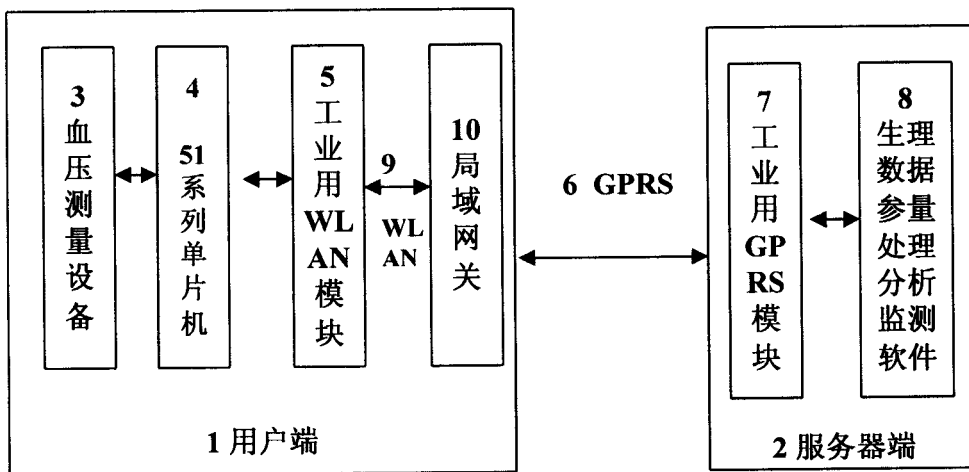 3
血
压
测
量
设
备
4
51
系
列
单
片
机
5
工
业
用
WL
AN
模
块
9
WL
AN
10
局
域
网
关
1 用户端
6 GPRS
7
工
业
用
GP
RS
模
块
8
生理
数据
参量
处理
分析
监测
软件
2 服务器端